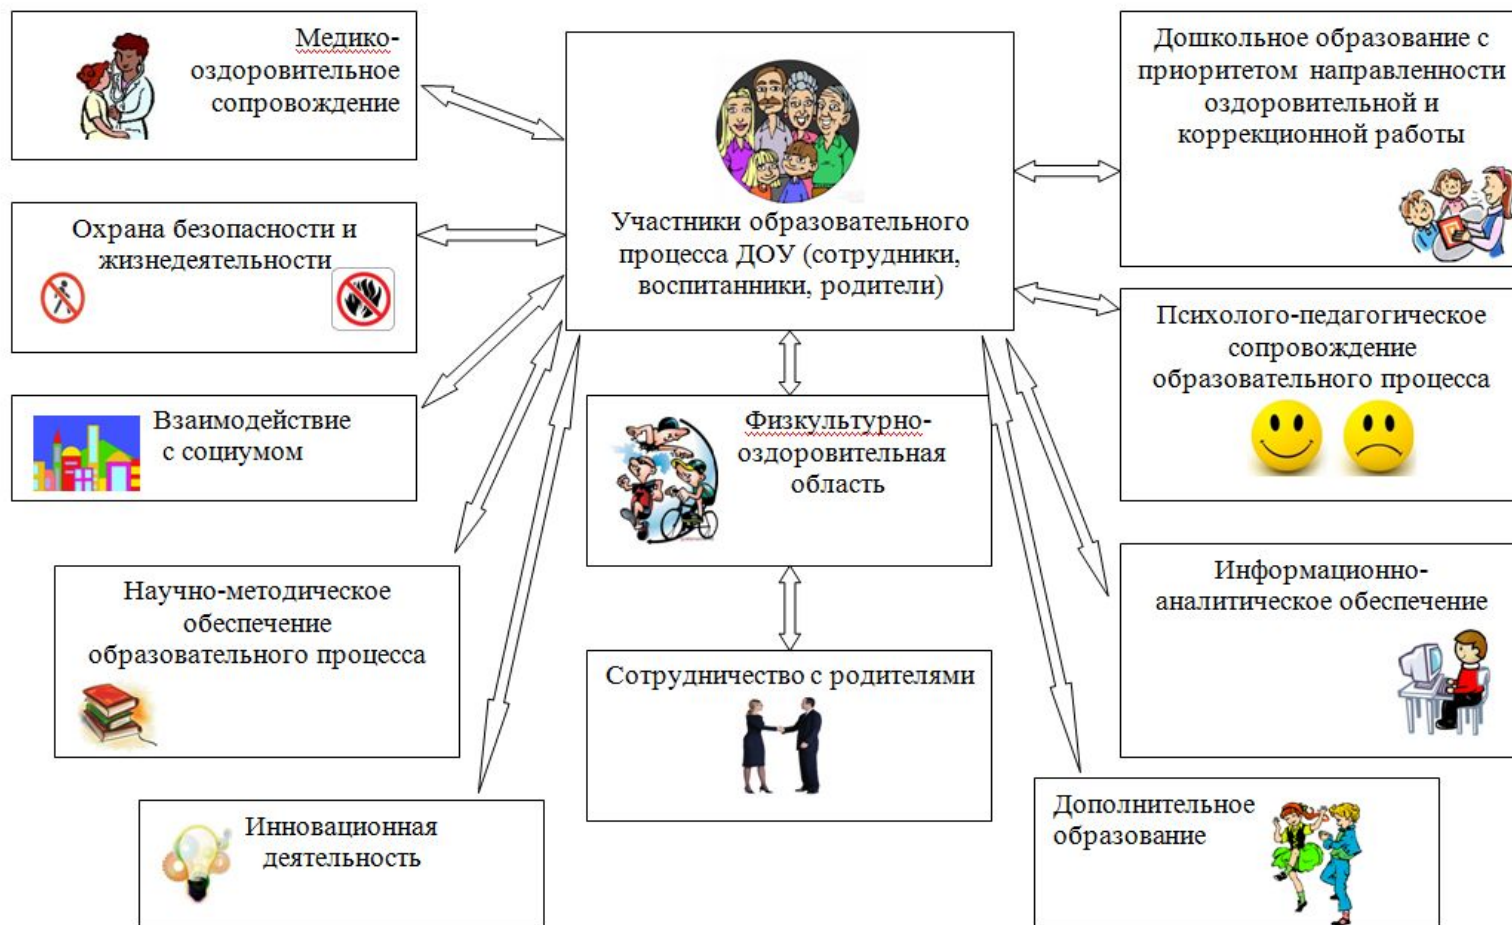 Медико-
оздоровительное
сопровождение
Охрана безопасности и
жизнедеятельности
Взаимодействие
с социумом
Научно-методическое
обеспечение
образовательного процесса
Инновационная
деятельность
Участники образовательного
процесса ДОУ (сотрудники,
воспитанники, родители)
Физкультурно-
оздоровительная
область
Сотрудничество с родителями
Дошкольное образование с
приоритетом направленности
оздоровительной и
коррекционной работы
Психолого-педагогическое
сопровождение
образовательного процесса
Информационно-
аналитическое обеспечение
Дополнительное
образование